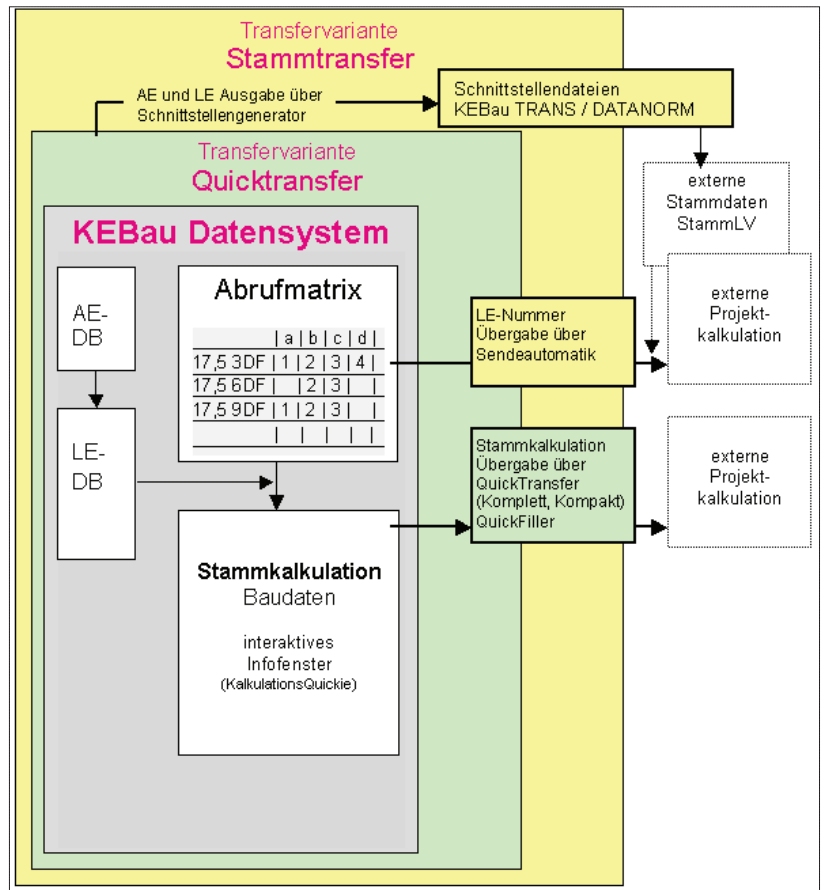 Transfervariante
Stammtransfer
AE und LE Ausgabe über
Schnittstellengenerator
Schnittstellendateien
KEBau TRANS / DATANORM
Transfervariante
Quicktransfer
externe
Stammdaten
StammLV
KEBau Datensystem
AE-
DB
LE-
DB
Abrufmatrix
| a | b | c | d |
17,5 3DF | 1 | 2 | 3 | 4 |
17,5 6DF | | 2 | 3 | |
17,5 9DF | 1 | 2 | 3 | |
| | | | |
LE-Nummer
Übergabe über
Sendeautomatik
externe
Projekt-
kalkulation
Stammkalkulation
Übergabe über
QuickTransfer
(Komplett, Kompakt)
QuickFiller
externe
Projekt-
kalkulation
Stammkalkulation
Baudaten
interaktives
Infofenster
(KalkulationsQuickie)